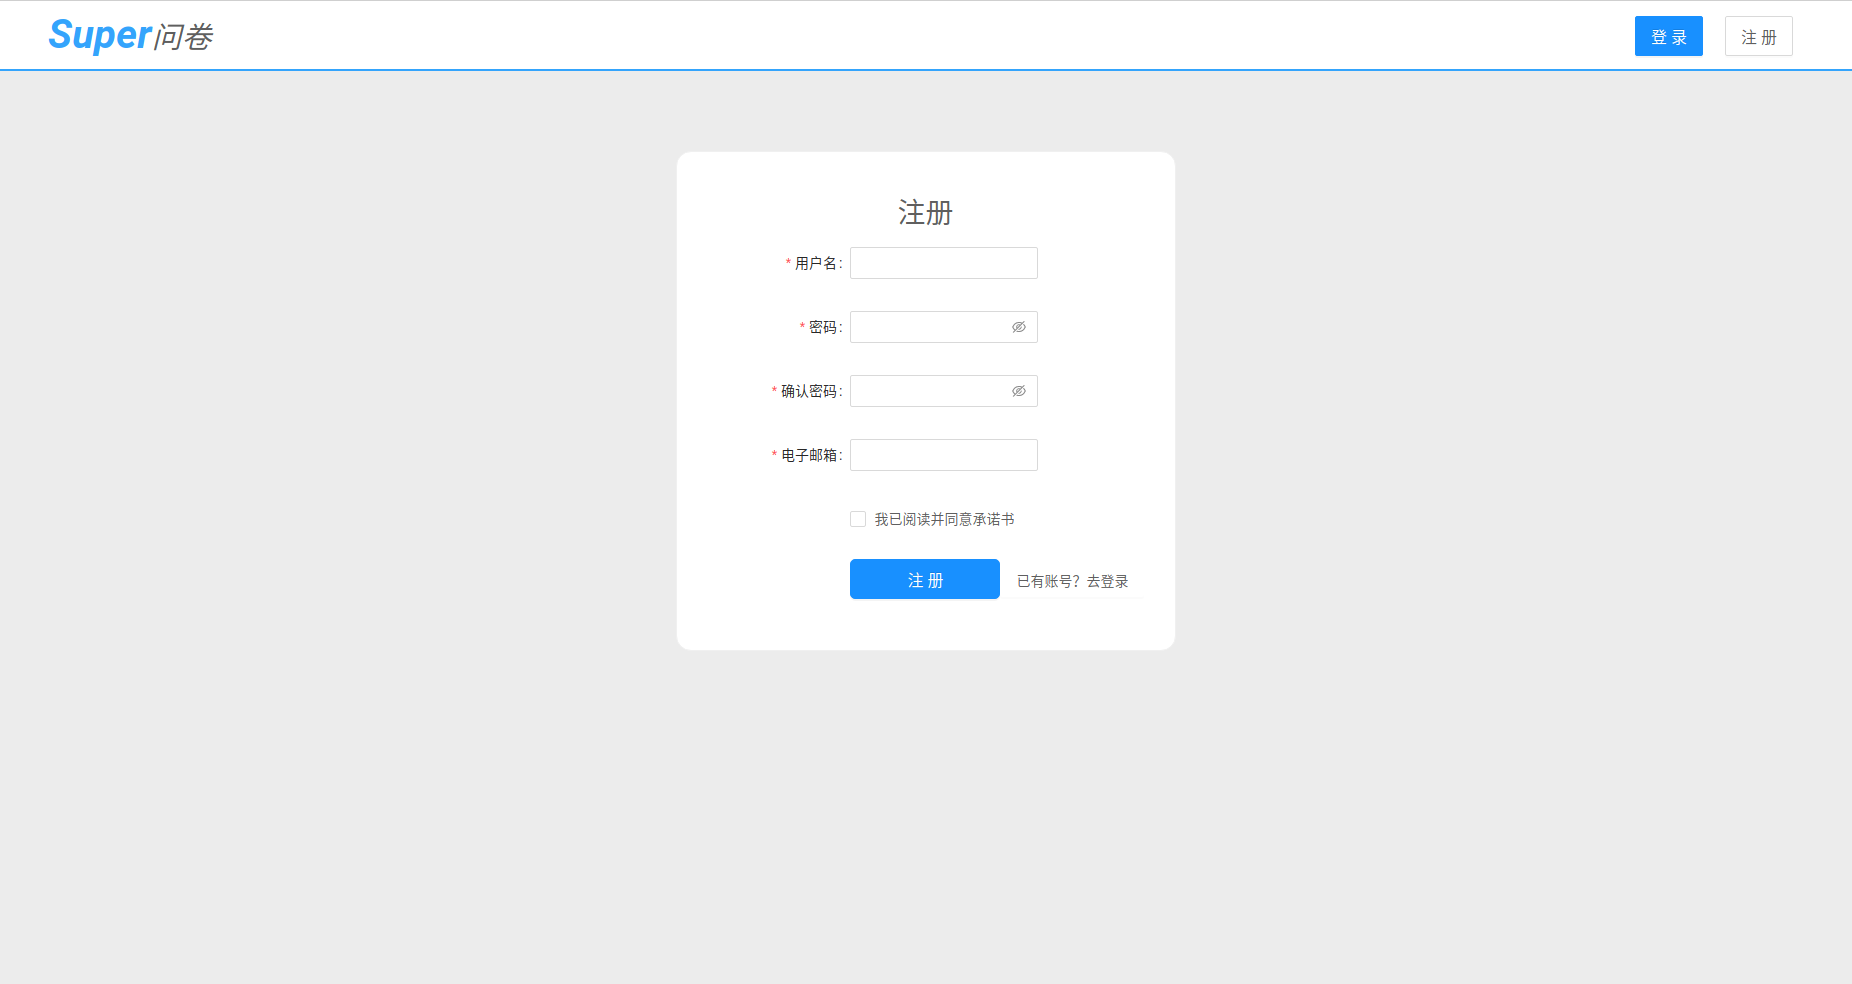 Super问卷
登 录
注 册
注册
* 用户名:
* 密码:
* 确认密码:
* 电子邮箱:
我已阅读并同意承诺书
注 册
已有账号？去登录